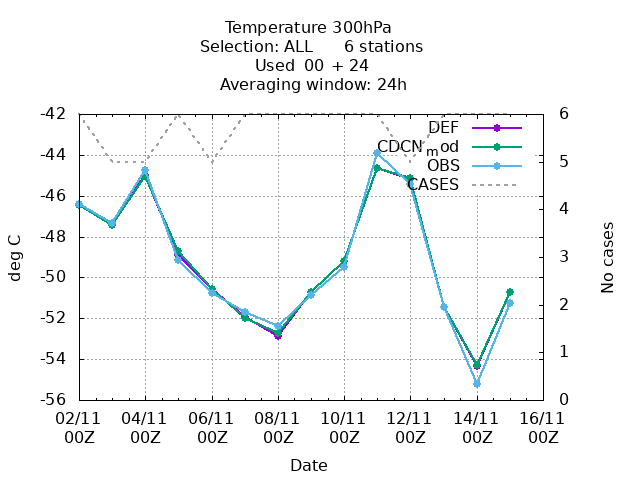 Temperature 300hPa
Selection: ALL 6 stations
Used 00 + 24
Averaging window: 24h
-42
-44
-46
-48
-50
-52
-54
-56
deg C
6
5
4
3
2
1
0
No cases
DEF
CDCN_mod
OBS
CASES
02/11 04/11 06/11 08/11 10/11 12/11 14/11 16/11
00Z 00Z 00Z 00Z 00Z 00Z 00Z 00Z
Date